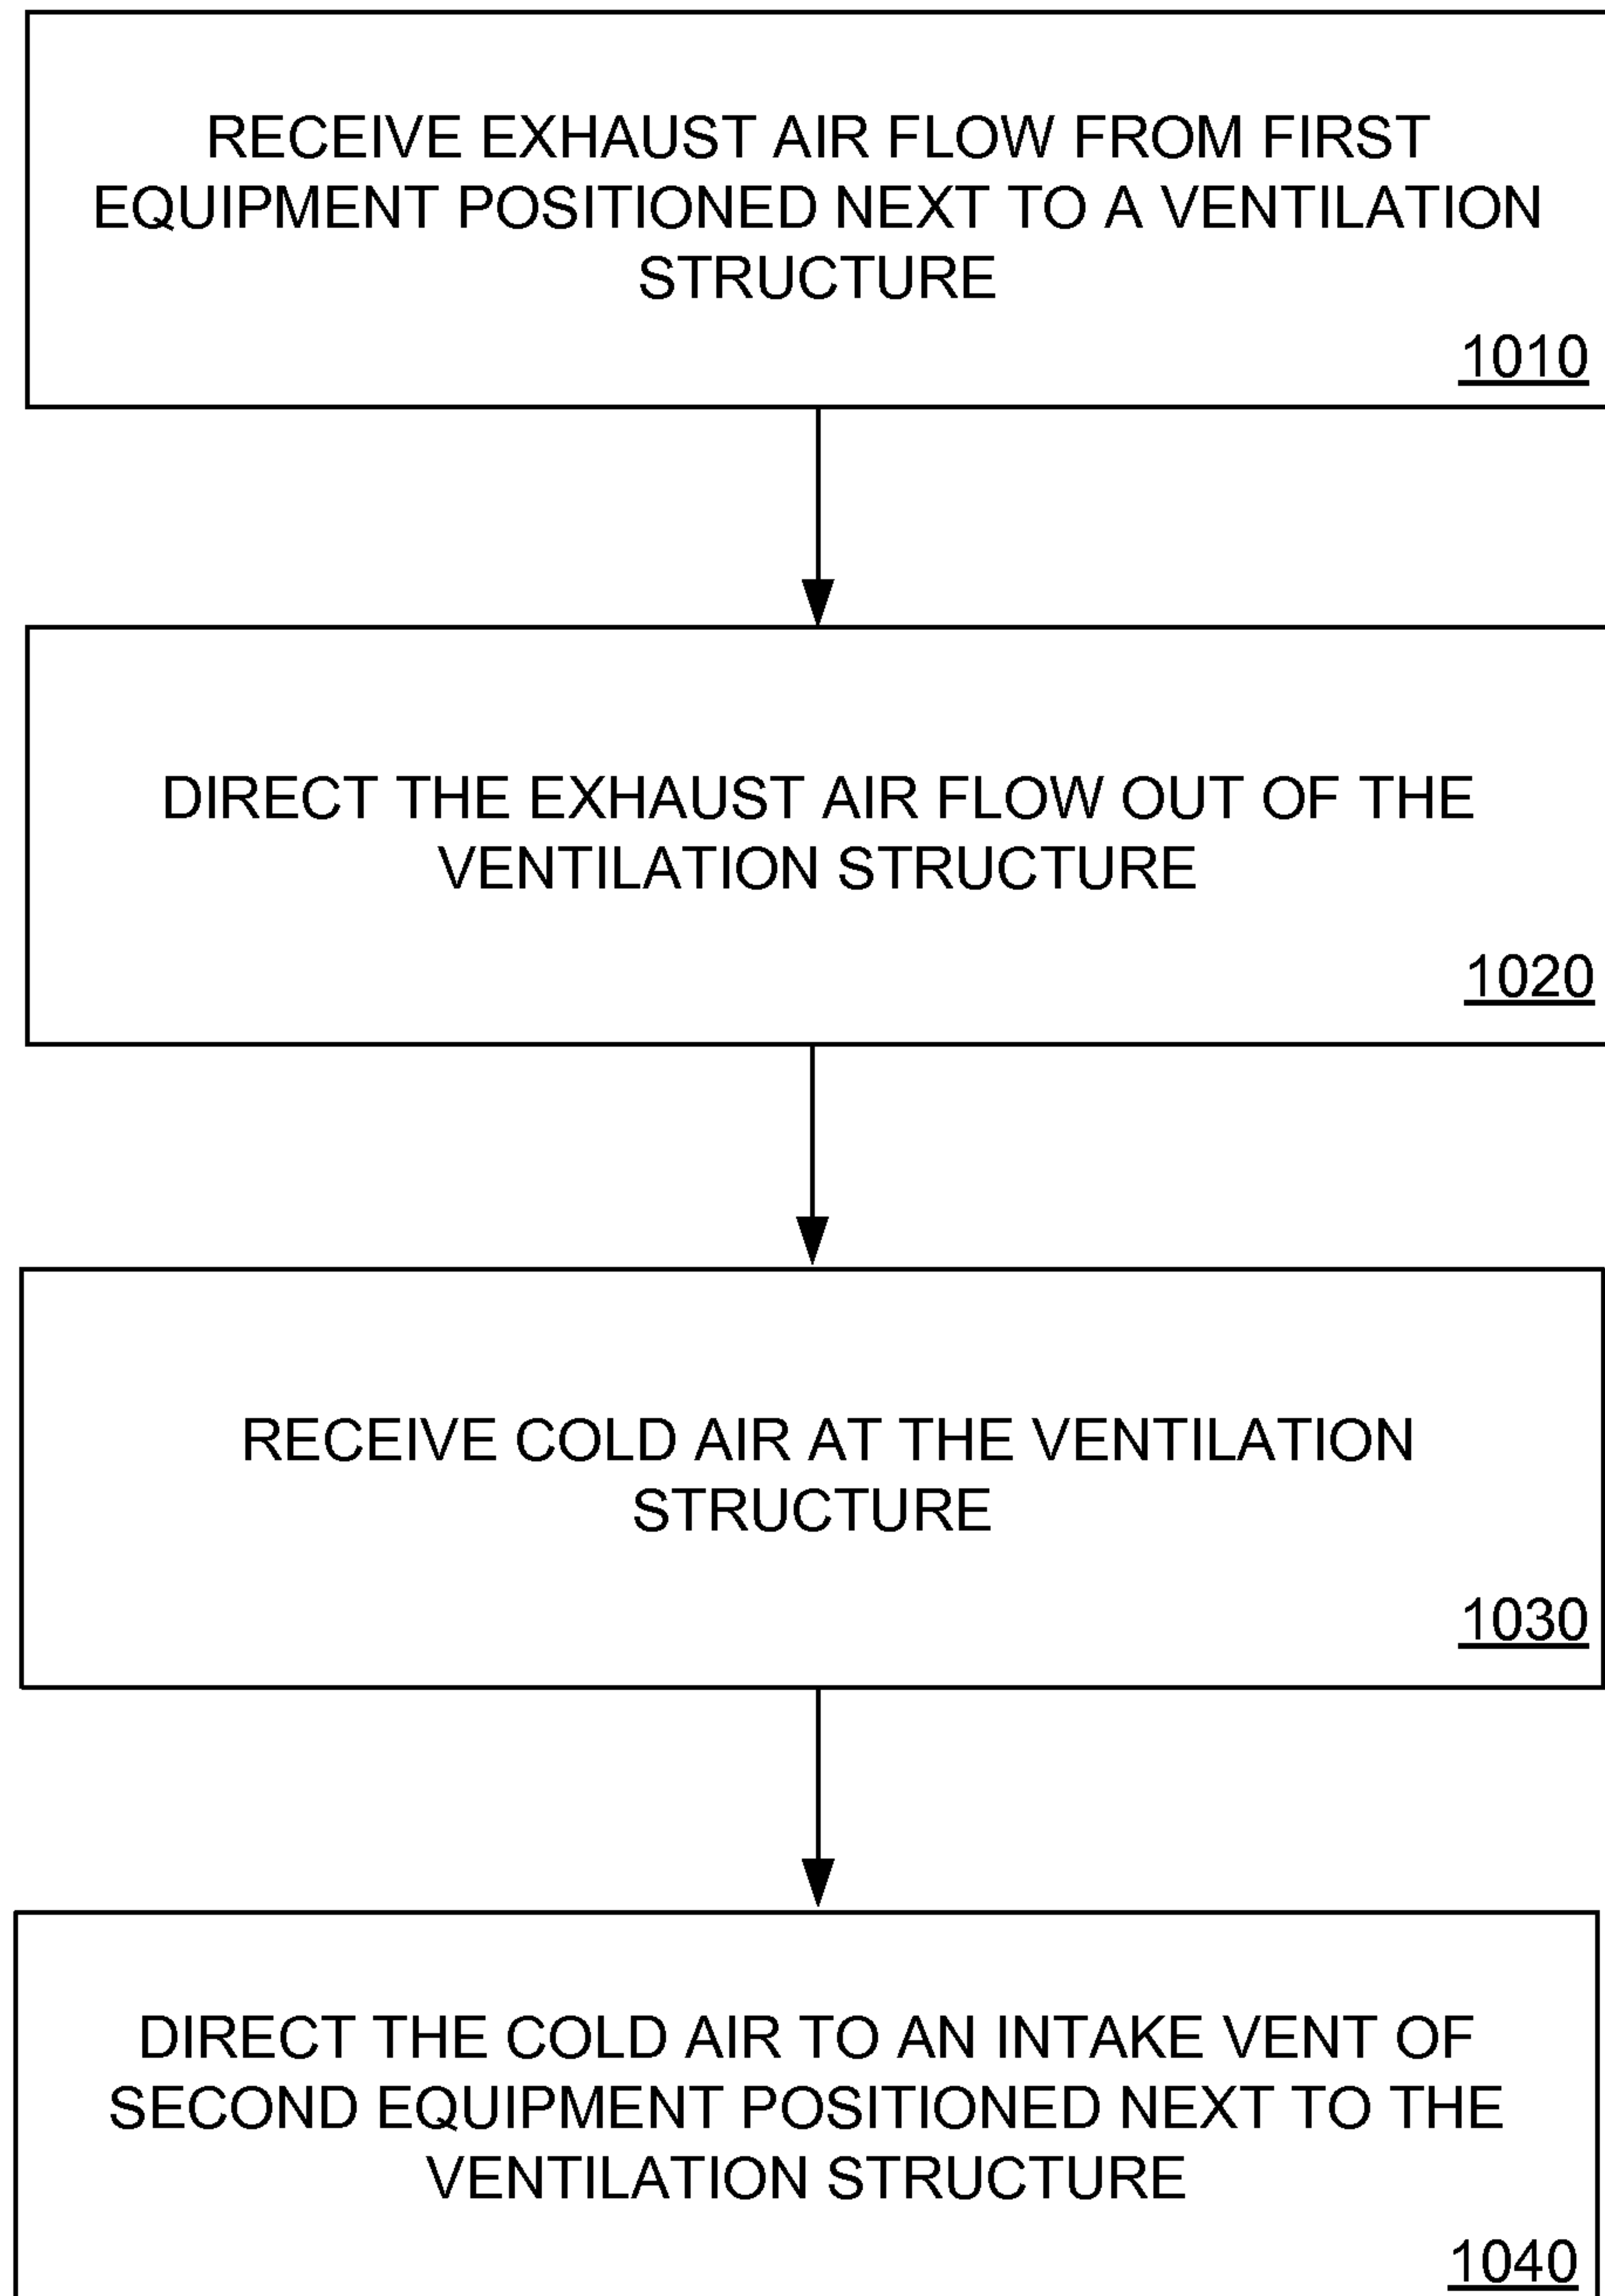 RECEIVE EXHAUST AIR FLOW FROM FIRST
EQUIPMENT POSITIONED NEXT TO A VENTILATION
STRUCTURE
1010
DIRECT THE EXHAUST AIR FLOW OUT OF THE
VENTILATION STRUCTURE
1020
RECEIVE COLD AIR AT THE VENTILATION
STRUCTURE
1030
DIRECT THE COLD AIR TO AN INTAKE VENT OF
SECOND EQUIPMENT POSITIONED NEXT TO THE
VENTILATION STRUCTURE
1040